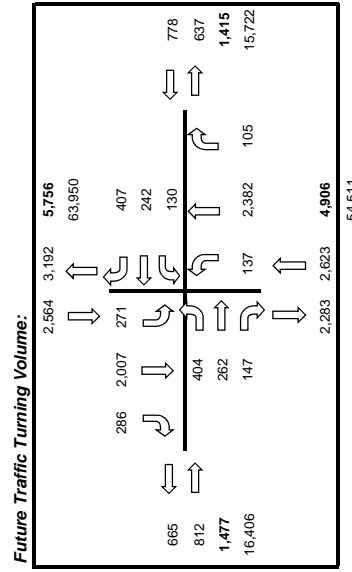 Future Traffic Turning Volume:
2,564 3,192 5,756
63,950
286 2,007 271 407
242
665 130 778
812 404 637
1,477 262 1,415
16,406 147 137 2,382 105 15,722
2,283 2,623 4,906
54,511